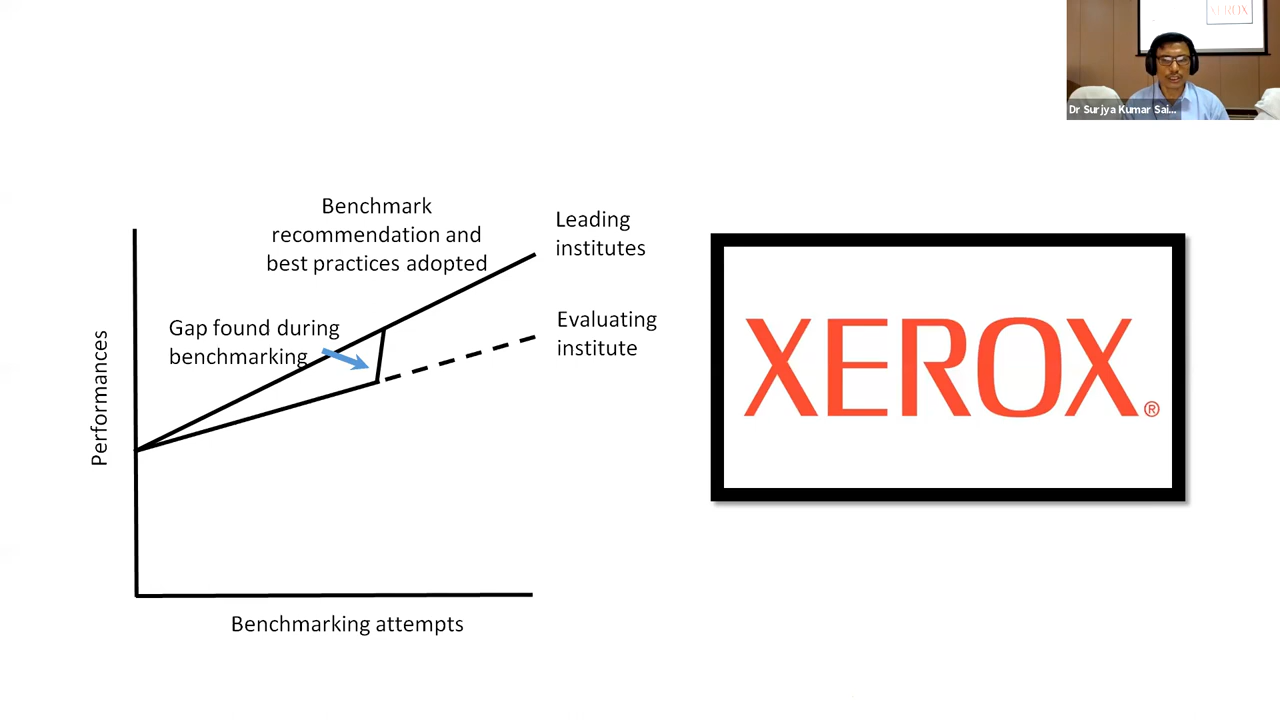 XEROX
Dr Surjya Kumar Sai...
Benchmark
recommendation and
best practices adopted
Leading
institutes
Gap found during
benchmarking
Evaluating
institute
Performances
Benchmarking attempts
XEROX®